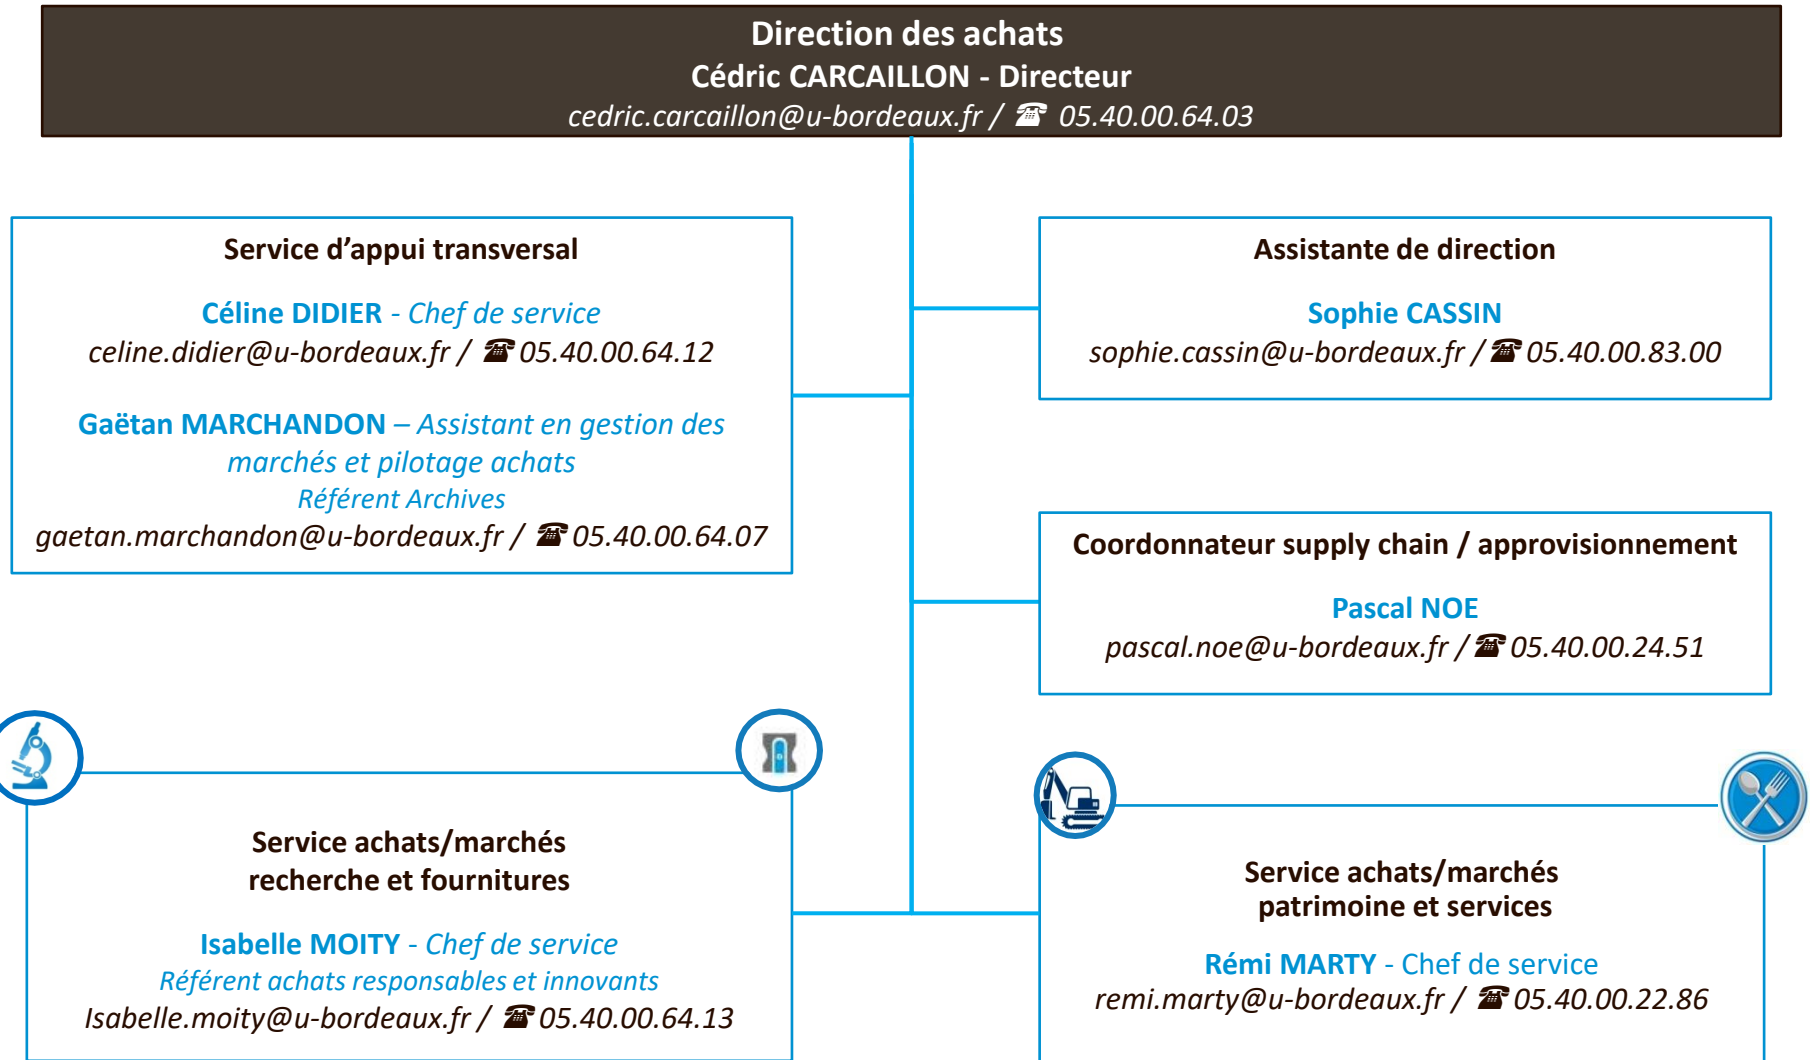 Direction des achats
Cédric CARCAILLON - Directeur
cedric.carcaillon@u-bordeaux.fr / ☎ 05.40.00.64.03
Service d’appui transversal
Céline DIDIER - Chef de service
celine.didier@u-bordeaux.fr / ☎ 05.40.00.64.12
Gaëtan MARCHANDON – Assistant en gestion des
marchés et pilotage achats
Référent Archives
gaetan.marchandon@u-bordeaux.fr / ☎ 05.40.00.64.07
Assistante de direction
Sophie CASSIN
sophie.cassin@u-bordeaux.fr / ☎ 05.40.00.83.00
Coordonnateur supply chain / approvisionnement
Pascal NOE
pascal.noe@u-bordeaux.fr / ☎ 05.40.00.24.51
Service achats/marchés
recherche et fournitures
Isabelle MOITY - Chef de service
Référent achats responsables et innovants
Isabelle.moity@u-bordeaux.fr / ☎ 05.40.00.64.13
Service achats/marchés
patrimoine et services
Rémi MARTY - Chef de service
remi.marty@u-bordeaux.fr / ☎ 05.40.00.22.86